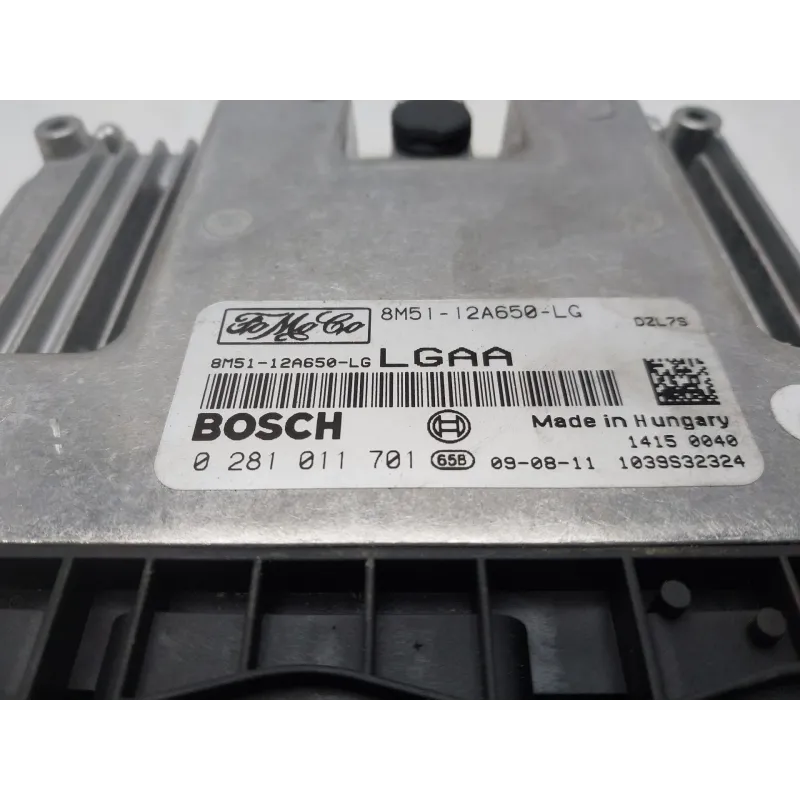 FoMoCo 8M51-12A650-LG DZL7S
8M51-12A650-LG LGAA
BOSCH Made in Hungary
1415 0040
0 281 011 701 65B 09-08-11 1039S32324